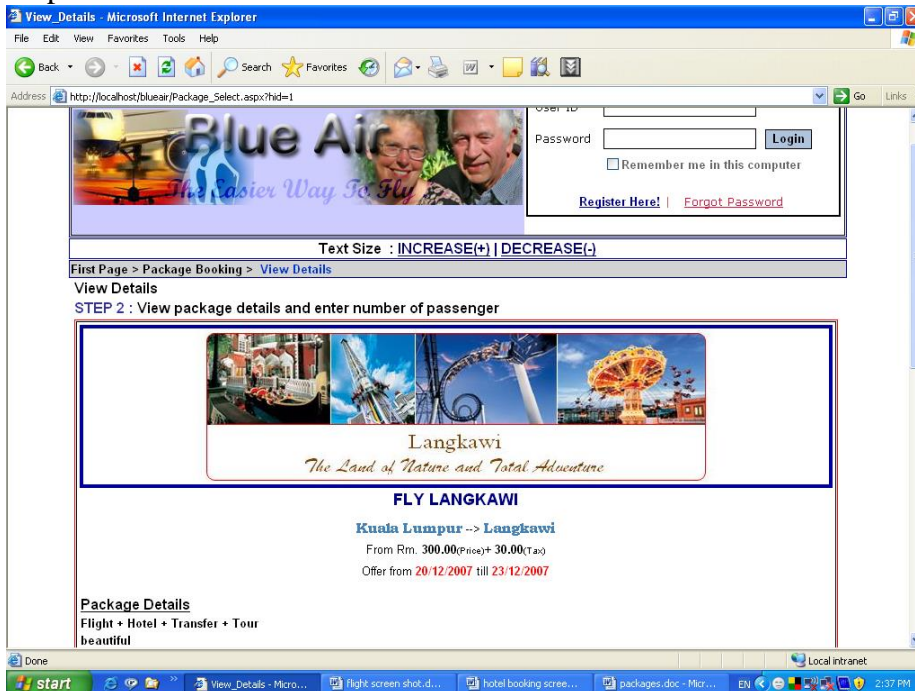 View_Details - Microsoft Internet Explorer
File Edit View Favorites Tools Help
Back Search Favorites
Address http://localhost/blueair/Package_Select.aspx?hid=1 Go Links
User ID
Blue Air
The Easier Way To Fly
Password Login
Remember me in this computer
Register Here! | Forgot Password
Text Size : INCREASE(+) | DECREASE(-)
First Page > Package Booking > View Details
View Details
STEP 2 : View package details and enter number of passenger
Langkawi
The Land of Nature and Total Adventure
FLY LANGKAWI
Kuala Lumpur --> Langkawi
From Rm. 300.00(Price)+ 30.00(Tax)
Offer from 20/12/2007 till 23/12/2007
Package Details
Flight + Hotel + Transfer + Tour
beautiful
Done Local intranet
start View_Details - Micro... flight screen shot.d... hotel booking scree... packages.doc - Micr... EN 2:37 PM